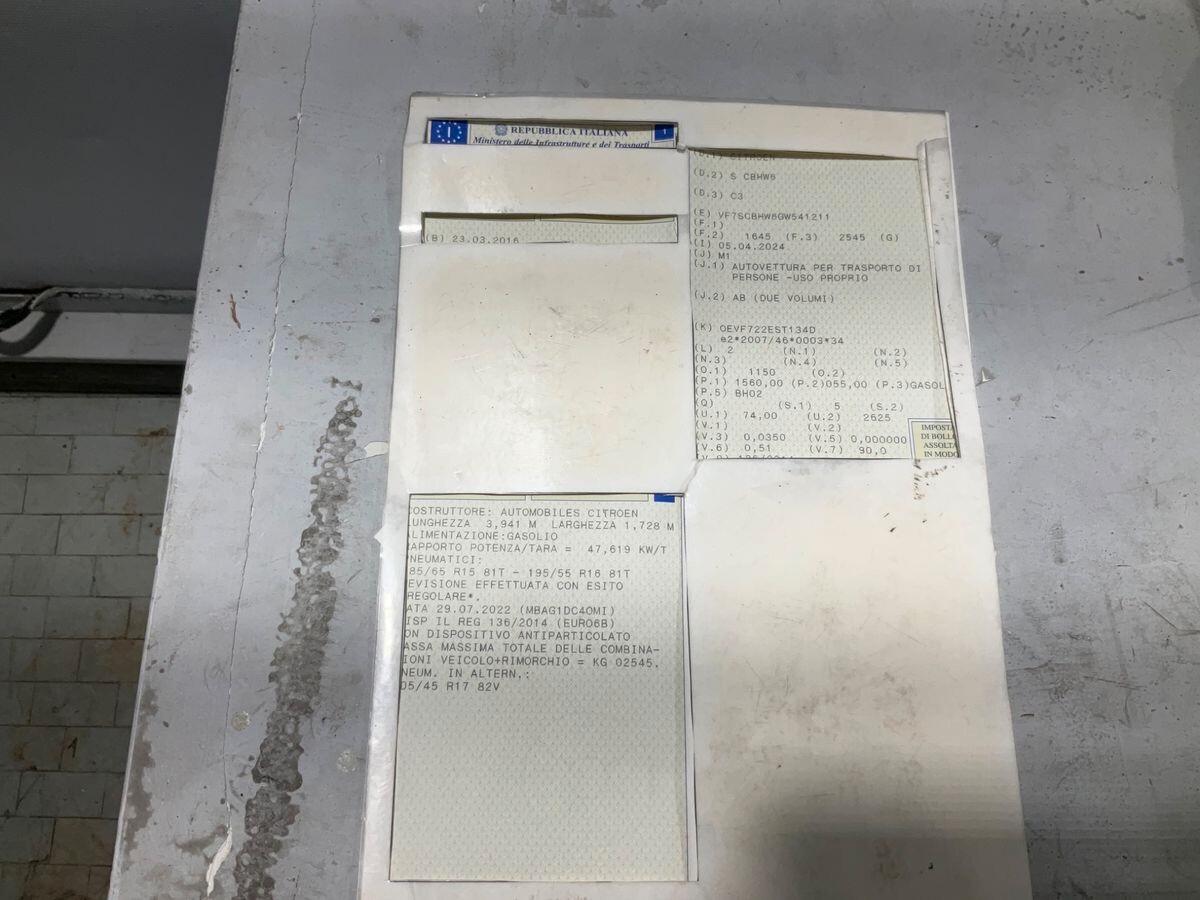 I
REPUBBLICA ITALIANA
1
Ministero delle Infrastrutture e dei Trasporti
(B) 23.03.2016
CITROEN
(D.2) S CBHW6
(D.3) C3
(E) VF7SCBHW6GW541211
(F.1)
(F.2) 1645 (F.3) 2545 (G)
(I) 05.04.2024
(J) M1
(J.1) AUTOVETTURA PER TRASPORTO DI
PERSONE -USO PROPRIO
(J.2) AB (DUE VOLUMI)
(K) OEVF722EST134D
e2*2007/46*0003*34
(L) 2 (N.1) (N.2)
(N.3) (N.4) (N.5)
(O.1) 1150 (O.2)
(P.1) 1560,00 (P.2)055,00 (P.3)GASOL
(P.5) BH02
(Q) (S.1) 5 (S.2)
(U.1) 74,00 (U.2) 2625
(V.1) (V.2)
(V.3) 0,0350 (V.5) 0,000000
(V.6) 0,51 (V.7) 90,0
IMPOSTA
DI BOLLO
ASSOLTA
IN MODO
COSTRUTTORE: AUTOMOBILES CITROEN
LUNGHEZZA 3,941 M LARGHEZZA 1,728 M
ALIMENTAZIONE:GASOLIO
RAPPORTO POTENZA/TARA = 47,619 KW/T
PNEUMATICI:
85/65 R15 81T - 195/55 R16 81T
EVISIONE EFFETTUATA CON ESITO
REGOLARE*.
ATA 29.07.2022 (MBAG1DC40MI)
ISP IL REG 136/2014 (EURO6B)
ON DISPOSITIVO ANTIPARTICOLATO
ASSA MASSIMA TOTALE DELLE COMBINA-
IONI VEICOLO+RIMORCHIO = KG 02545.
NEUM. IN ALTERN.:
05/45 R17 82V